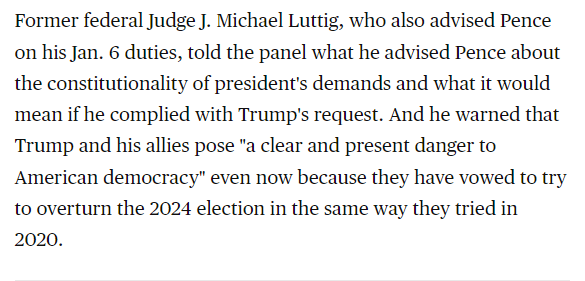 Former federal Judge J. Michael Luttig, who also advised Pence
on his Jan. 6 duties, told the panel what he advised Pence about
the constitutionality of president's demands and what it would
mean if he complied with Trump's request. And he warned that
Trump and his allies pose "a clear and present danger to
American democracy" even now because they have vowed to try
to overturn the 2024 election in the same way they tried in
2020.